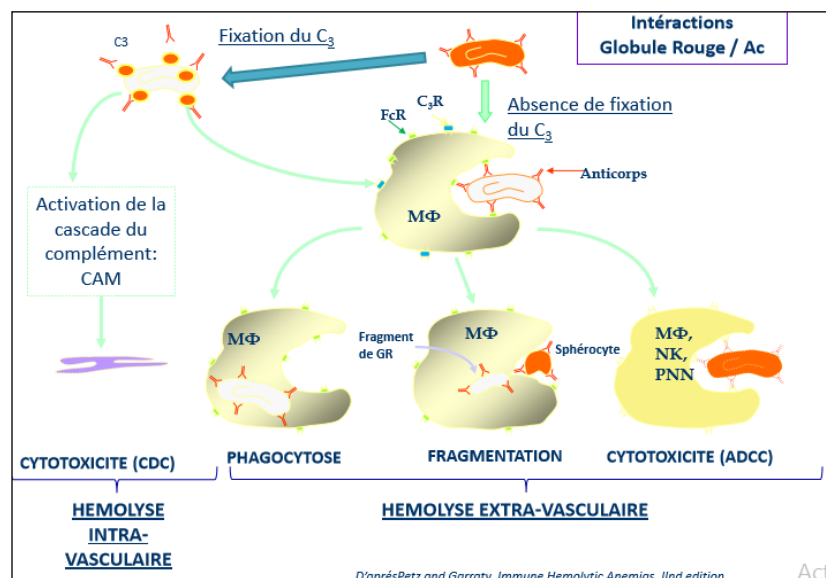 Intéractions
Globule Rouge / Ac
C3
Fixation du C₃
FcR
C₃R
Absence de fixation
du C₃
Anticorps
MΦ
Activation de la
cascade du
complément:
CAM
MΦ
Fragment
de GR
MΦ
Sphérocyte
MΦ,
NK,
PNN
CYTOTOXICITE (CDC)
PHAGOCYTOSE
FRAGMENTATION
CYTOTOXICITE (ADCC)
HEMOLYSE
INTRA-
VASCULAIRE
HEMOLYSE EXTRA-VASCULAIRE
D'aprésPetz and Garraty, Immune Hemolytic Anemias, IInd edition
Act